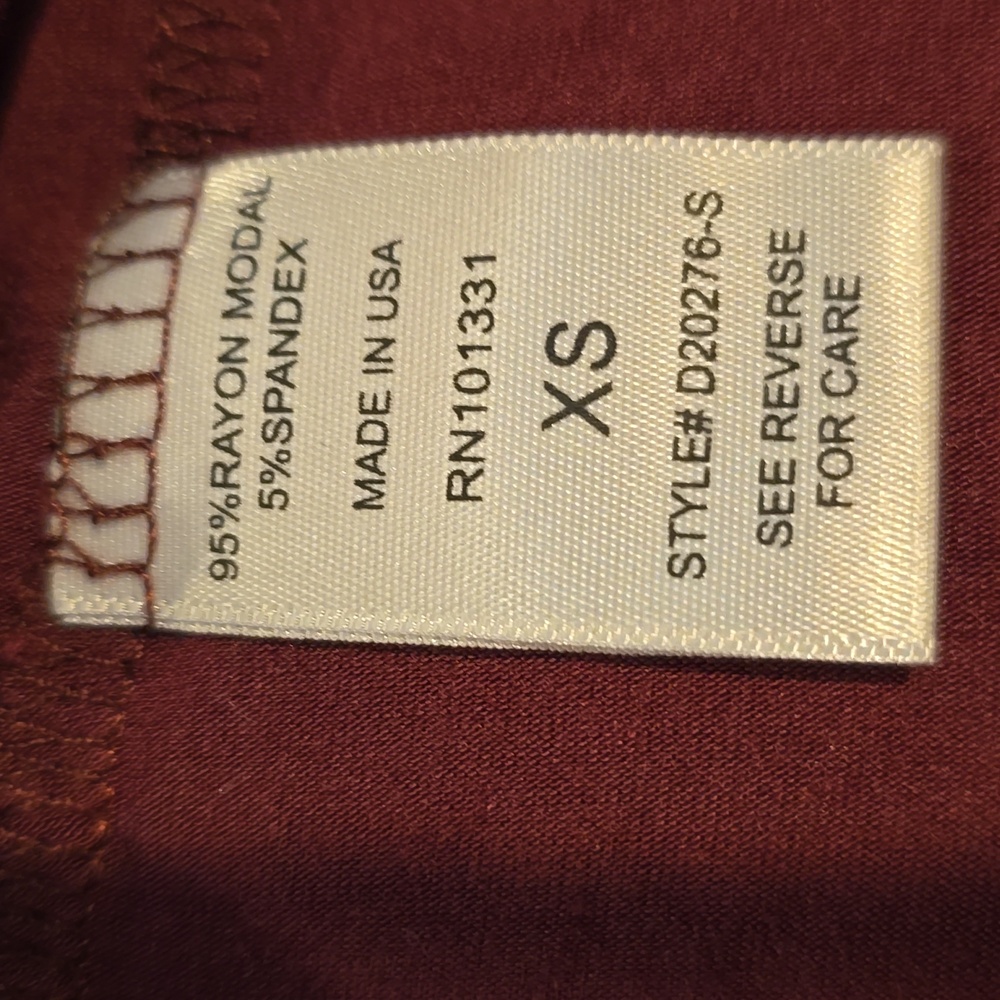 95%RAYON MODAL
5%SPANDEX
MADE IN USA
RN101331
XS
STYLE# D20276-S
SEE REVERSE
FOR CARE